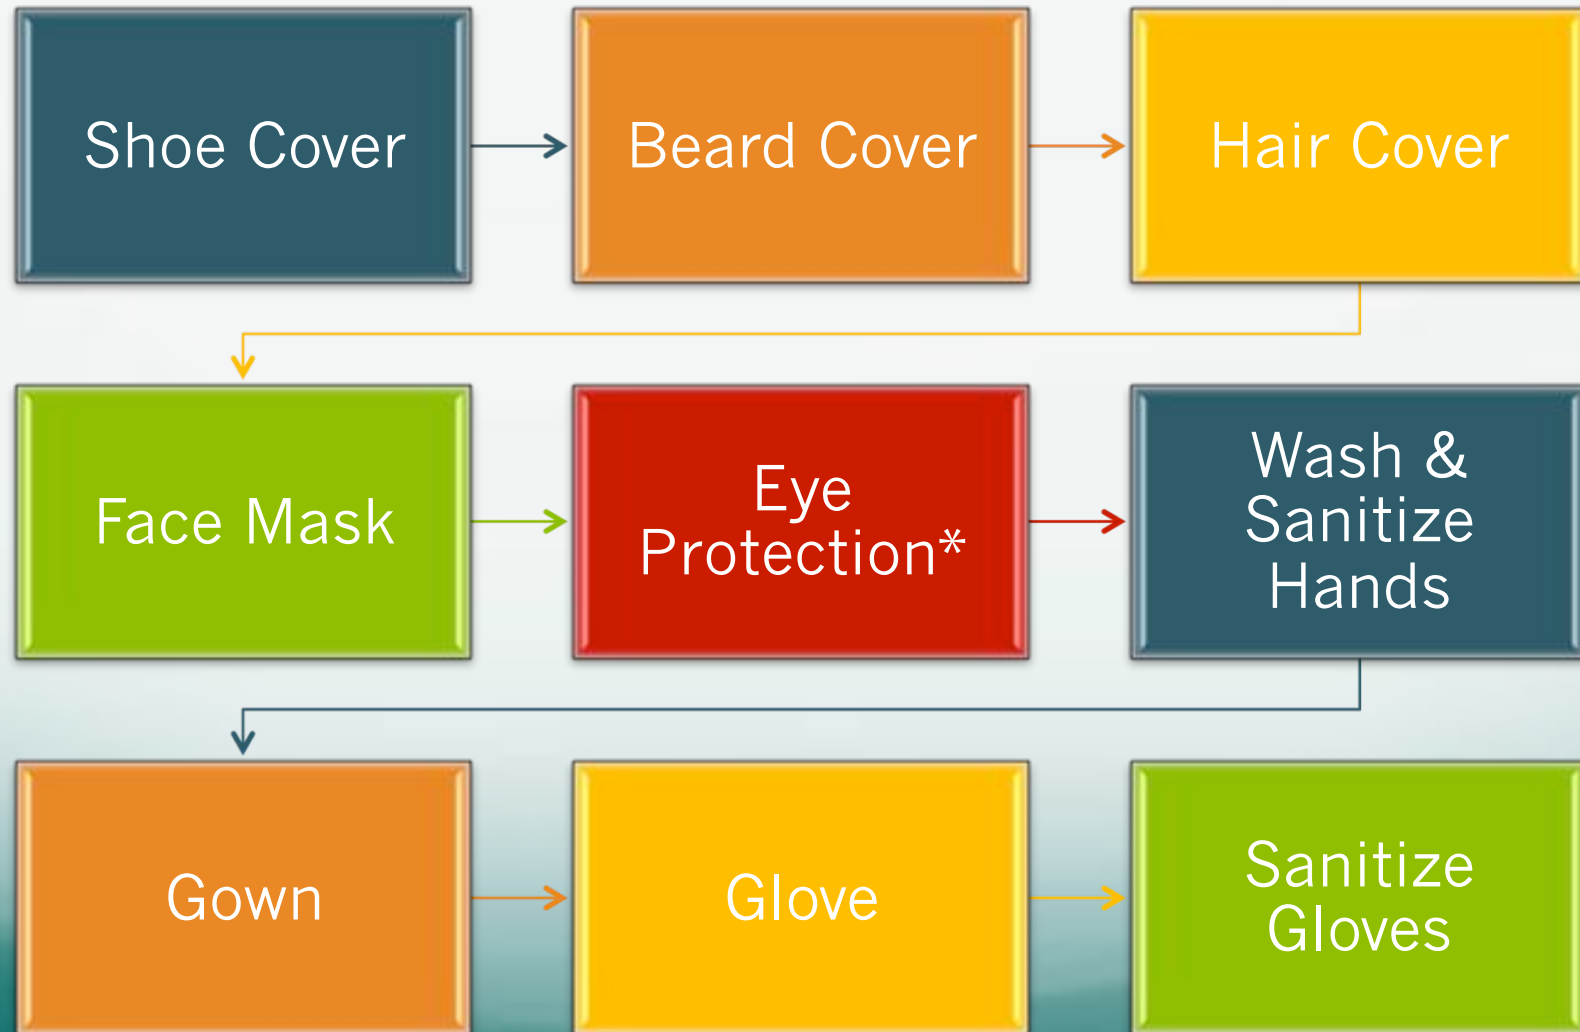 Shoe Cover
Beard Cover
Hair Cover
Face Mask
Eye
Protection*
Wash &
Sanitize
Hands
Gown
Glove
Sanitize
Gloves